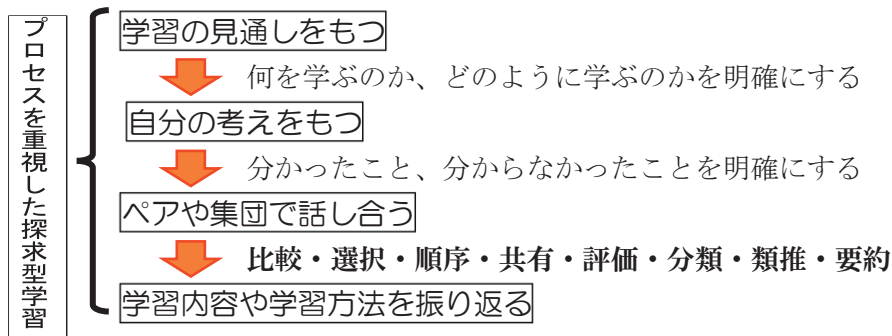 プロセスを重視した探求型学習
学習の見通しをもつ
何を学ぶのか、どのように学ぶのかを明確にする
自分の考えをもつ
分かったこと、分からなかったことを明確にする
ペアや集団で話し合う
比較・選択・順序・共有・評価・分類・類推・要約
学習内容や学習方法を振り返る